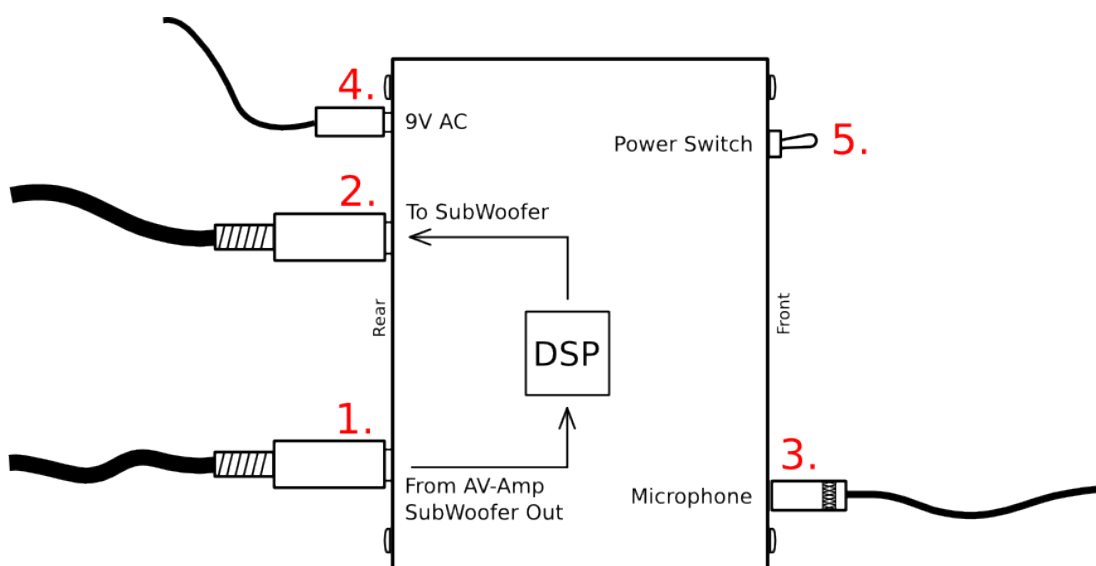 4.
9V AC
Power Switch
5.
2.
To SubWoofer
Rear
Front
DSP
1.
From AV-Amp
SubWoofer Out
3.
Microphone